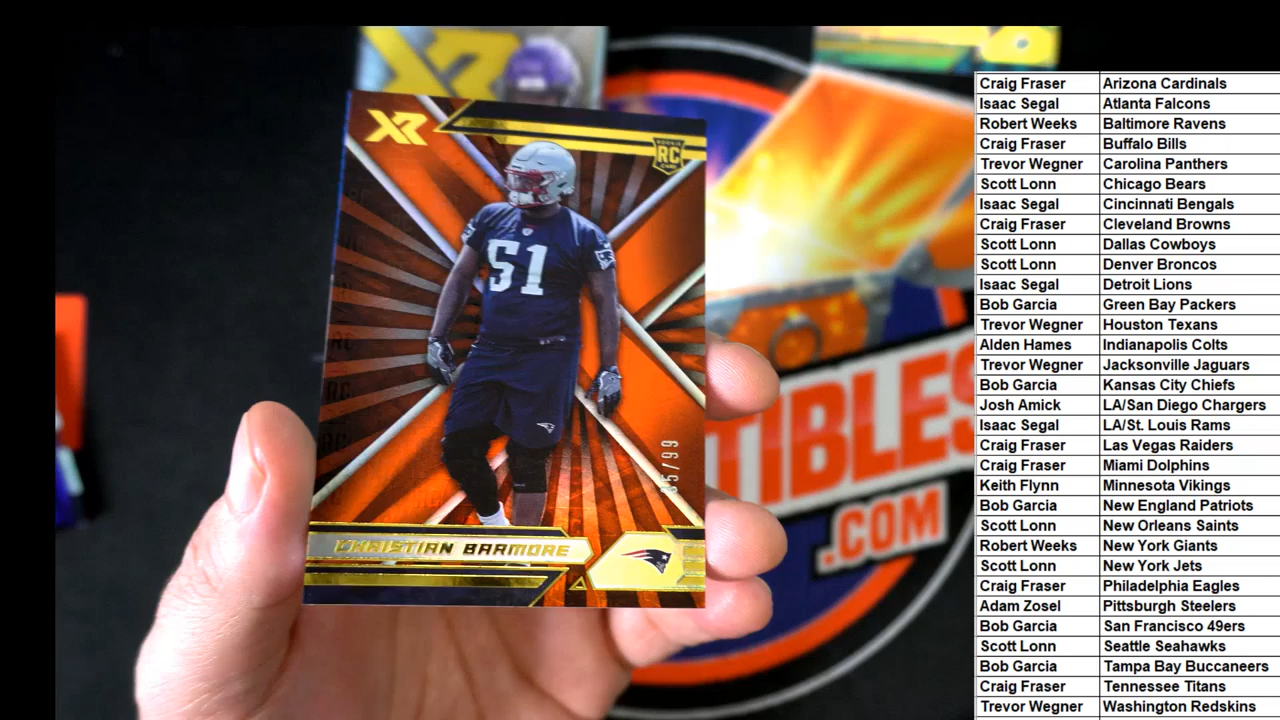 XR
ROOKIE
RC
CARD
51
35/99
CHRISTIAN BARMORE
TIBLES
.COM
Craig Fraser Arizona Cardinals
Isaac Segal Atlanta Falcons
Robert Weeks Baltimore Ravens
Craig Fraser Buffalo Bills
Trevor Wegner Carolina Panthers
Scott Lonn Chicago Bears
Isaac Segal Cincinnati Bengals
Craig Fraser Cleveland Browns
Scott Lonn Dallas Cowboys
Scott Lonn Denver Broncos
Isaac Segal Detroit Lions
Bob Garcia Green Bay Packers
Trevor Wegner Houston Texans
Alden Hames Indianapolis Colts
Trevor Wegner Jacksonville Jaguars
Bob Garcia Kansas City Chiefs
Josh Amick LA/San Diego Chargers
Isaac Segal LA/St. Louis Rams
Craig Fraser Las Vegas Raiders
Craig Fraser Miami Dolphins
Keith Flynn Minnesota Vikings
Bob Garcia New England Patriots
Scott Lonn New Orleans Saints
Robert Weeks New York Giants
Scott Lonn New York Jets
Craig Fraser Philadelphia Eagles
Adam Zosel Pittsburgh Steelers
Bob Garcia San Francisco 49ers
Scott Lonn Seattle Seahawks
Bob Garcia Tampa Bay Buccaneers
Craig Fraser Tennessee Titans
Trevor Wegner Washington Redskins